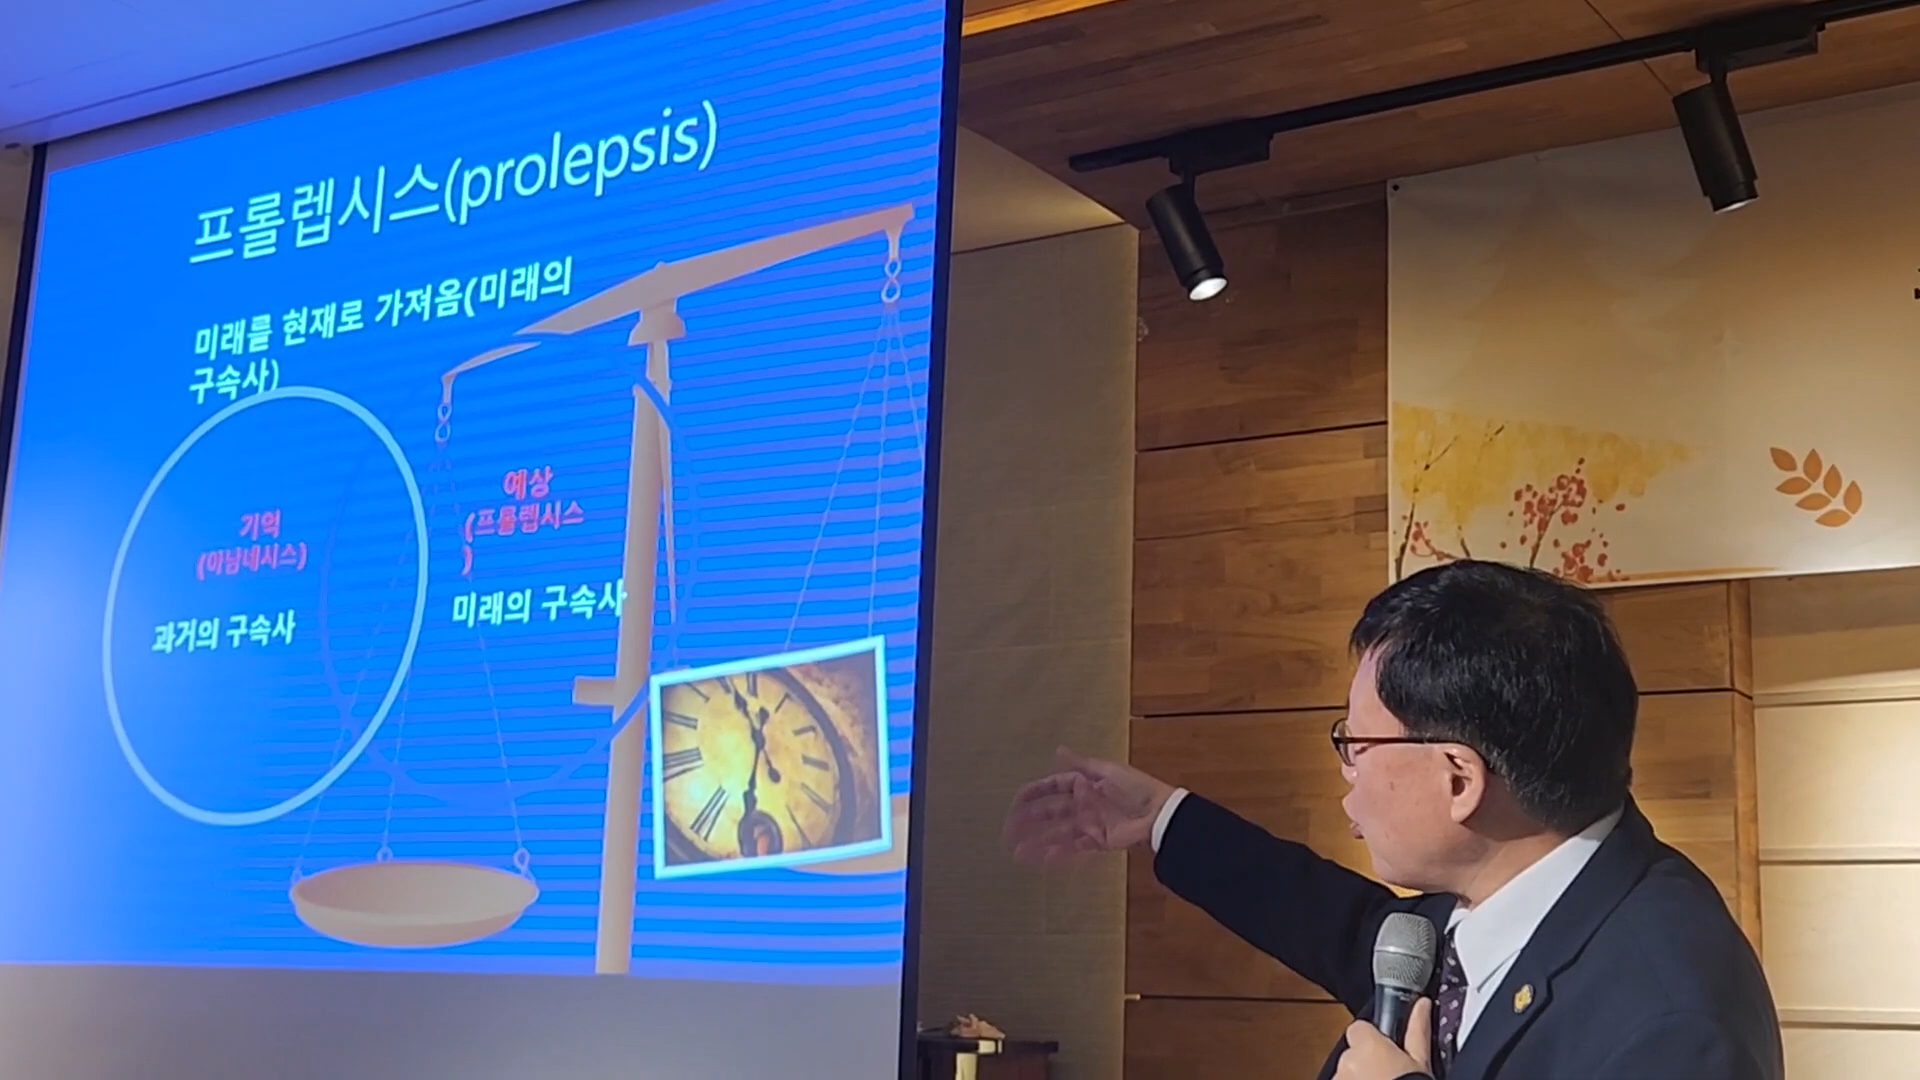 프롤렙시스(prolepsis)
미래를 현재로 가져옴(미래의
구속사)
기억
(아남네시스)
과거의 구속사
예상
(프롤렙시스
)
미래의 구속사